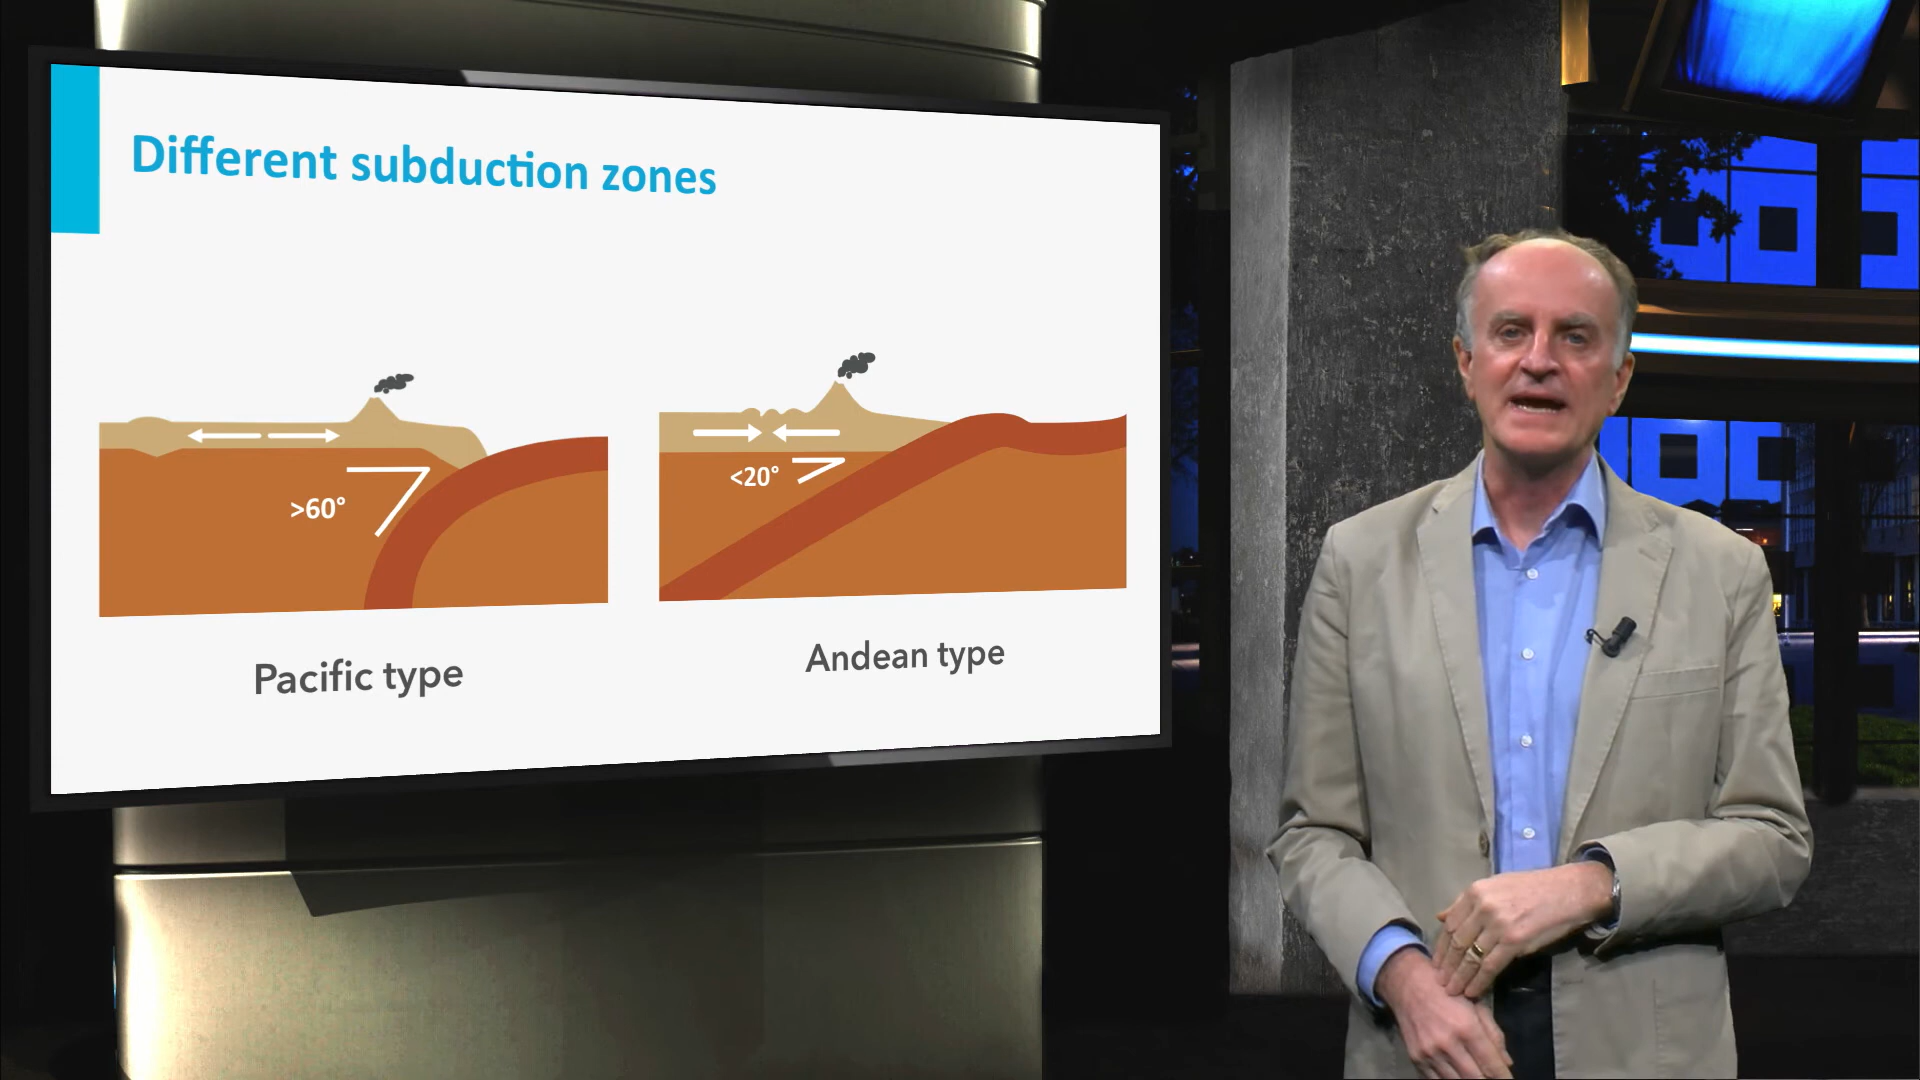 Different subduction zones
>60°
<20°
Pacific type
Andean type